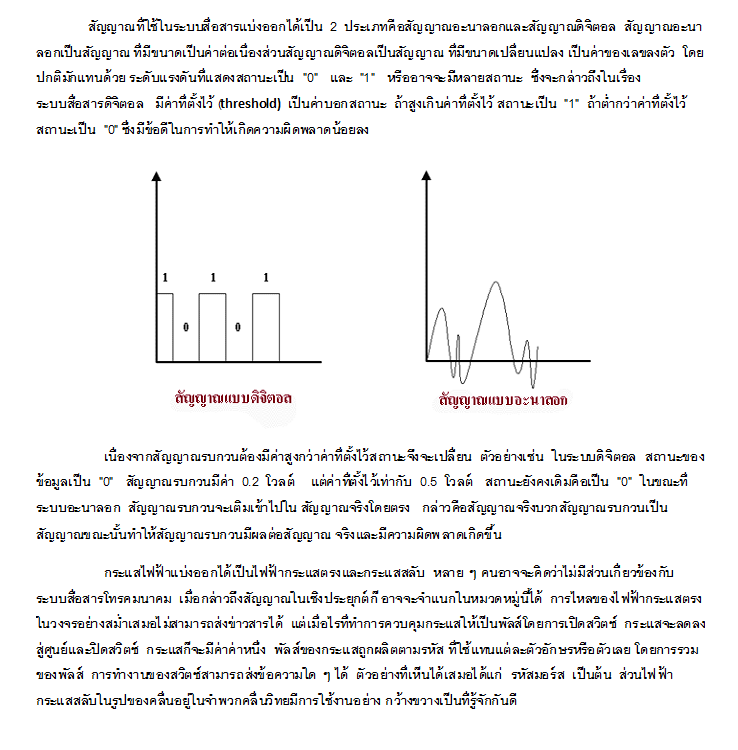 สัญญาณที่ใช้ในระบบสื่อสารแบ่งออกได้เป็น 2 ประเภทคือสัญญาณอะนาลอกและสัญญาณดิจิตอล สัญญาณอะนา
ลอกเป็นสัญญาณ ที่มีขนาดเป็นค่าต่อเนื่องส่วนสัญญาณดิจิตอลเป็นสัญญาณ ที่มีขนาดเปลี่ยนแปลง เป็นค่าของเลขลงตัว โดย
ปกติมักแทนด้วย ระดับแรงดันที่แสดงสถานะเป็น "0" และ "1" หรืออาจจะมีหลายสถานะ ซึ่งจะกล่าวถึงในเรื่อง
ระบบสื่อสารดิจิตอล มีค่าที่ตั้งไว้ (threshold) เป็นค่าบอกสถานะ ถ้าสูงเกินค่าที่ตั้งไว้ สถานะเป็น "1" ถ้าต่ำกว่าค่าที่ตั้งไว้
สถานะเป็น "0" ซึ่งมีข้อดีในการทำให้เกิดความผิดพลาดน้อยลง
1 1 1
0 0
สัญญาณแบบดิจิตอล
สัญญาณแบบอะนาลอก
เนื่องจากสัญญาณรบกวนต้องมีค่าสูงกว่าค่าที่ตั้งไว้สถานะจึงจะเปลี่ยน ตัวอย่างเช่น ในระบบดิจิตอล สถานะของ
ข้อมูลเป็น "0" สัญญาณรบกวนมีค่า 0.2 โวลต์ แต่ค่าที่ตั้งไว้เท่ากับ 0.5 โวลต์ สถานะยังคงเดิมคือเป็น "0" ในขณะที่
ระบบอะนาลอก สัญญาณรบกวนจะเติมเข้าไปใน สัญญาณจริงโดยตรง กล่าวคือสัญญาณจริงบวกสัญญาณรบกวนเป็น
สัญญาณขณะนั้นทำให้สัญญาณรบกวนมีผลต่อสัญญาณ จริงและมีความผิดพลาดเกิดขึ้น
กระแสไฟฟ้าแบ่งออกได้เป็นไฟฟ้ากระแสตรงและกระแสสลับ หลาย ๆ คนอาจจะคิดว่าไม่มีส่วนเกี่ยวข้องกับ
ระบบสื่อสารโทรคมนาคม เมื่อกล่าวถึงสัญญาณในเชิงประยุกต์ก็ อาจจะจำแนกในหมวดหมู่นี้ได้ การไหลของไฟฟ้ากระแสตรง
ในวงจรอย่างสม่ำเสมอไม่สามารถส่งข่าวสารได้ แต่เมื่อไรที่ทำการควบคุมกระแสให้เป็นพัลส์โดยการเปิดสวิตช์ กระแสจะลดลง
สู่ศูนย์และปิดสวิตช์ กระแสก็จะมีค่าค่าหนึ่ง พัลส์ของกระแสถูกผลิตตามรหัส ที่ใช้แทนแต่ละตัวอักษรหรือตัวเลข โดยการรวม
ของพัลส์ การทำงานของสวิตช์สามารถส่งข้อความใด ๆ ได้ ตัวอย่างที่เห็นได้เสมอได้แก่ รหัสมอร์ส เป็นต้น ส่วนไฟฟ้า
กระแสสลับในรูปของคลื่นอยู่ในจำพวกคลื่นวิทยมีการใช้งานอย่าง กว้างขวางเป็นที่รู้จักกันดี